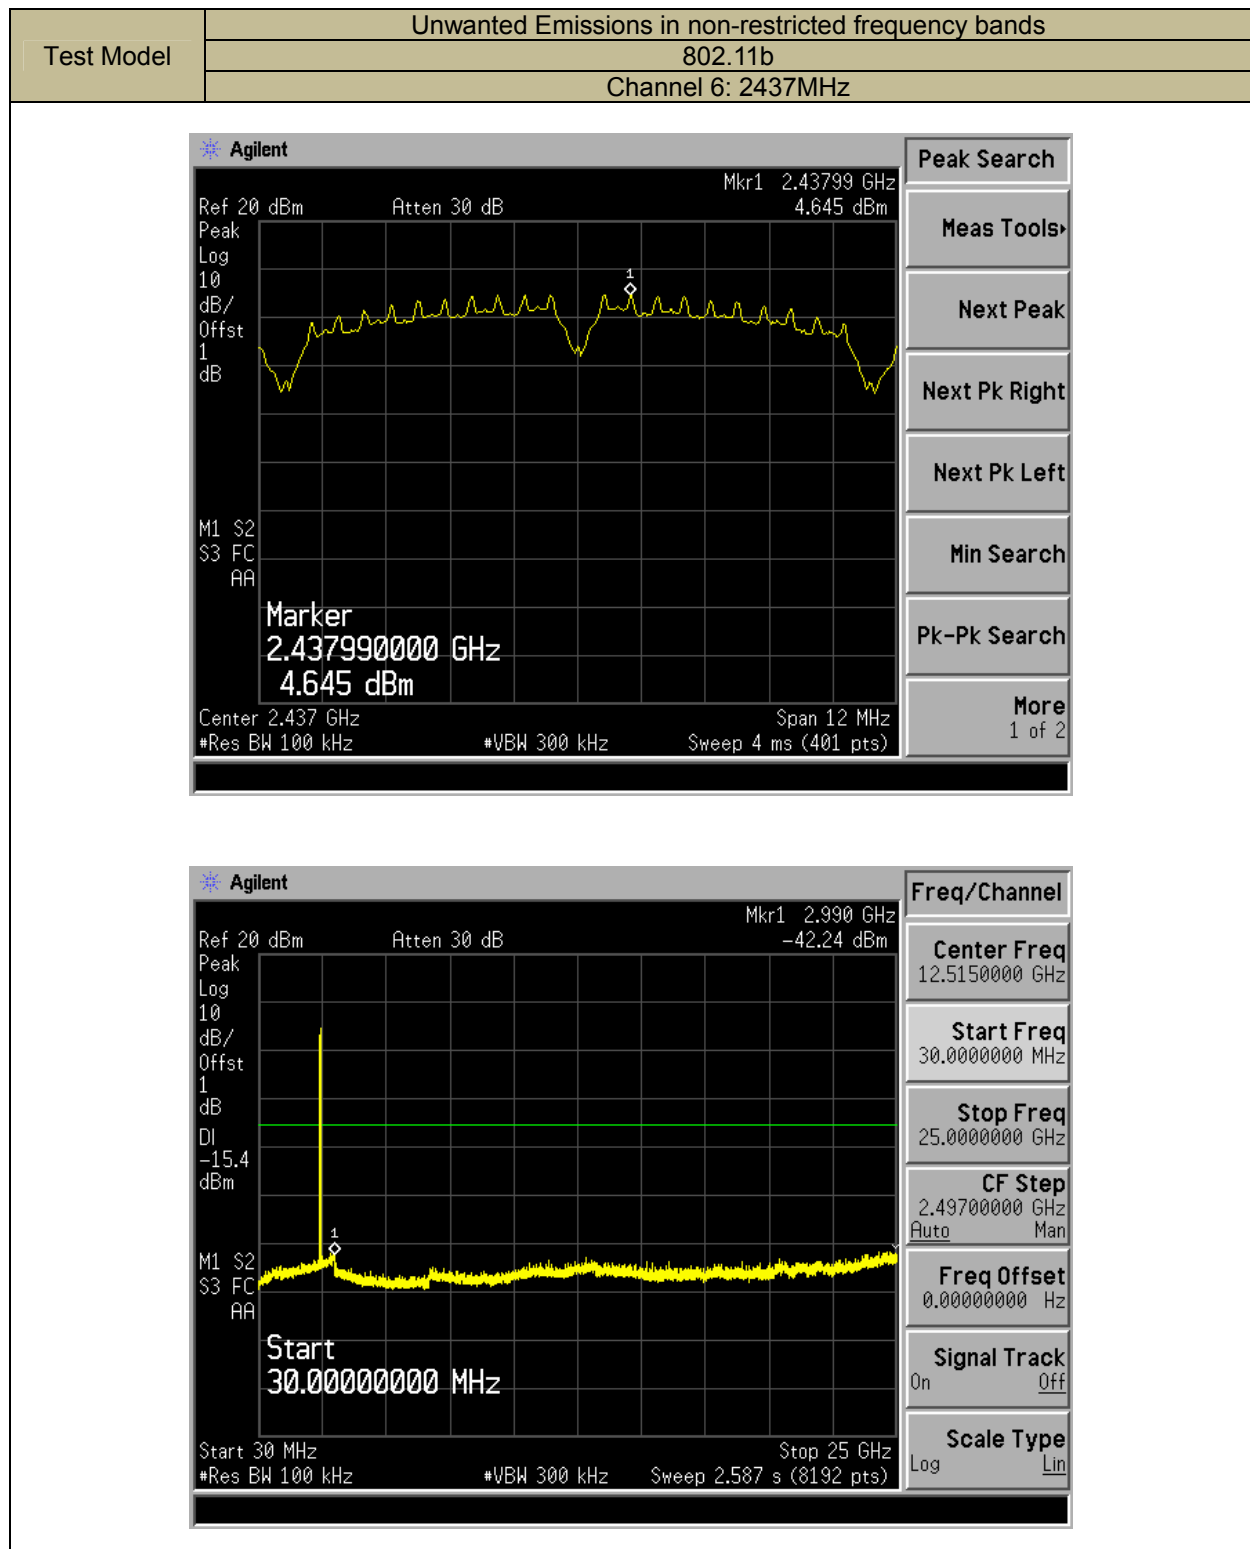 Test Model
Unwanted Emissions in non-restricted frequency bands
802.11b
Channel 6: 2437MHz
Agilent
Peak Search
Mkr1 2.43799 GHz
Ref 20 dBm Atten 30 dB 4.645 dBm
Peak
Log
10
dB/
Offst
1
dB
1
M1 S2
S3 FC
AA
Marker
2.437990000 GHz
4.645 dBm
Center 2.437 GHz Span 12 MHz
#Res BW 100 kHz #VBW 300 kHz Sweep 4 ms (401 pts)
Meas Tools
Next Peak
Next Pk Right
Next Pk Left
Min Search
Pk-Pk Search
More
1 of 2
Agilent
Freq/Channel
Mkr1 2.990 GHz
Ref 20 dBm Atten 30 dB -42.24 dBm
Peak
Log
10
dB/
Offst
1
dB
DI
-15.4
dBm
1
M1 S2
S3 FC
AA
Start
30.00000000 MHz
Start 30 MHz Stop 25 GHz
#Res BW 100 kHz #VBW 300 kHz Sweep 2.587 s (8192 pts)
Center Freq
12.5150000 GHz
Start Freq
30.0000000 MHz
Stop Freq
25.0000000 GHz
CF Step
2.49700000 GHz
Auto Man
Freq Offset
0.00000000 Hz
Signal Track
On Off
Scale Type
Log Lin